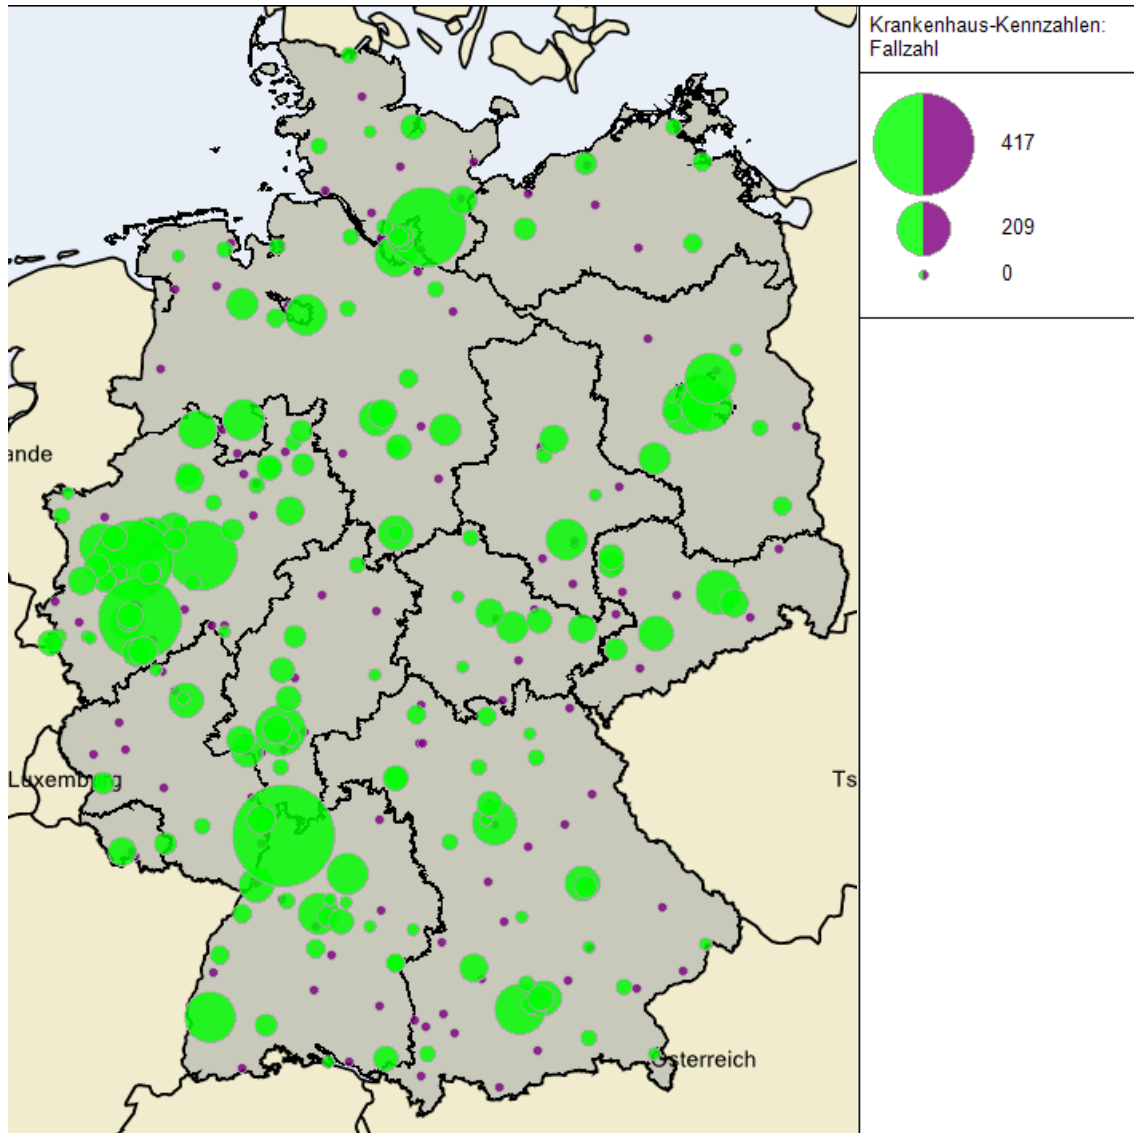 Krankenhaus-Kennzahlen:
Fallzahl
417
209
0
ande
Luxemburg
Ts
Österreich